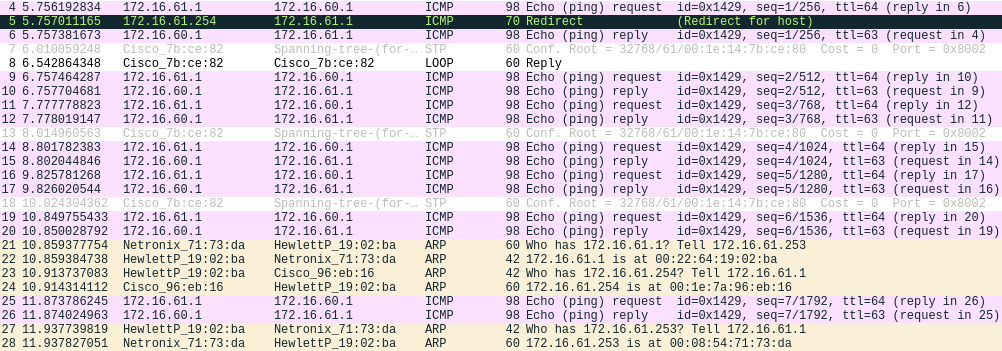 4 5.756192834 172.16.61.1 172.16.60.1 ICMP 98 Echo (ping) request id=0x1429, seq=1/256, ttl=64 (reply in 6)
5 5.757011165 172.16.61.254 172.16.61.1 ICMP 70 Redirect (Redirect for host)
6 5.757381673 172.16.60.1 172.16.61.1 ICMP 98 Echo (ping) reply id=0x1429, seq=1/256, ttl=63 (request in 4)
7 6.010059248 Cisco_7b:ce:82 Spanning-tree-(for-… STP 60 Conf. Root = 32768/61/00:1e:14:7b:ce:80 Cost = 0 Port = 0x8002
8 6.542864348 Cisco_7b:ce:82 Cisco_7b:ce:82 LOOP 60 Reply
9 6.757464287 172.16.61.1 172.16.60.1 ICMP 98 Echo (ping) request id=0x1429, seq=2/512, ttl=64 (reply in 10)
10 6.757704681 172.16.60.1 172.16.61.1 ICMP 98 Echo (ping) reply id=0x1429, seq=2/512, ttl=63 (request in 9)
11 7.777778823 172.16.61.1 172.16.60.1 ICMP 98 Echo (ping) request id=0x1429, seq=3/768, ttl=64 (reply in 12)
12 7.778019147 172.16.60.1 172.16.61.1 ICMP 98 Echo (ping) reply id=0x1429, seq=3/768, ttl=63 (request in 11)
13 8.014960563 Cisco_7b:ce:82 Spanning-tree-(for-… STP 60 Conf. Root = 32768/61/00:1e:14:7b:ce:80 Cost = 0 Port = 0x8002
14 8.801782383 172.16.61.1 172.16.60.1 ICMP 98 Echo (ping) request id=0x1429, seq=4/1024, ttl=64 (reply in 15)
15 8.802044846 172.16.60.1 172.16.61.1 ICMP 98 Echo (ping) reply id=0x1429, seq=4/1024, ttl=63 (request in 14)
16 9.825781268 172.16.61.1 172.16.60.1 ICMP 98 Echo (ping) request id=0x1429, seq=5/1280, ttl=64 (reply in 17)
17 9.826020544 172.16.60.1 172.16.61.1 ICMP 98 Echo (ping) reply id=0x1429, seq=5/1280, ttl=63 (request in 16)
18 10.024304362 Cisco_7b:ce:82 Spanning-tree-(for-… STP 60 Conf. Root = 32768/61/00:1e:14:7b:ce:80 Cost = 0 Port = 0x8002
19 10.849755433 172.16.61.1 172.16.60.1 ICMP 98 Echo (ping) request id=0x1429, seq=6/1536, ttl=64 (reply in 20)
20 10.850028792 172.16.60.1 172.16.61.1 ICMP 98 Echo (ping) reply id=0x1429, seq=6/1536, ttl=63 (request in 19)
21 10.859377754 Netronix_71:73:da HewlettP_19:02:ba ARP 60 Who has 172.16.61.1? Tell 172.16.61.253
22 10.859384738 HewlettP_19:02:ba Netronix_71:73:da ARP 42 172.16.61.1 is at 00:22:64:19:02:ba
23 10.913737083 HewlettP_19:02:ba Cisco_96:eb:16 ARP 42 Who has 172.16.61.254? Tell 172.16.61.1
24 10.914314112 Cisco_96:eb:16 HewlettP_19:02:ba ARP 60 172.16.61.254 is at 00:1e:7a:96:eb:16
25 11.873786245 172.16.61.1 172.16.60.1 ICMP 98 Echo (ping) request id=0x1429, seq=7/1792, ttl=64 (reply in 26)
26 11.874024963 172.16.60.1 172.16.61.1 ICMP 98 Echo (ping) reply id=0x1429, seq=7/1792, ttl=63 (request in 25)
27 11.937739819 HewlettP_19:02:ba Netronix_71:73:da ARP 42 Who has 172.16.61.253? Tell 172.16.61.1
28 11.937827051 Netronix_71:73:da HewlettP_19:02:ba ARP 60 172.16.61.253 is at 00:08:54:71:73:da